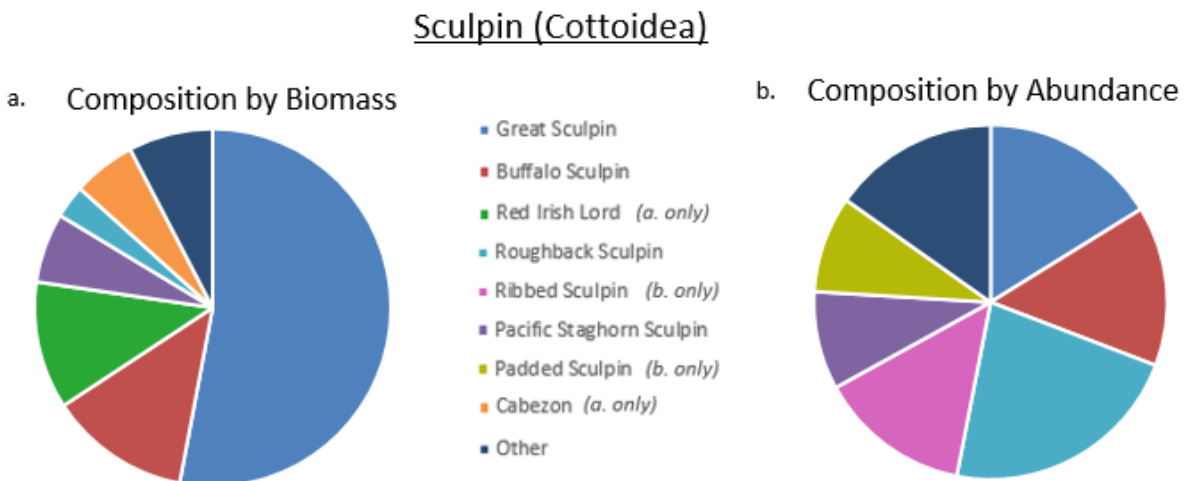 Sculpin (Cottoidea)
a. Composition by Biomass
b. Composition by Abundance
Great Sculpin
Buffalo Sculpin
Red Irish Lord (a. only)
Roughback Sculpin
Ribbed Sculpin (b. only)
Pacific Staghorn Sculpin
Padded Sculpin (b. only)
Cabezon (a. only)
Other